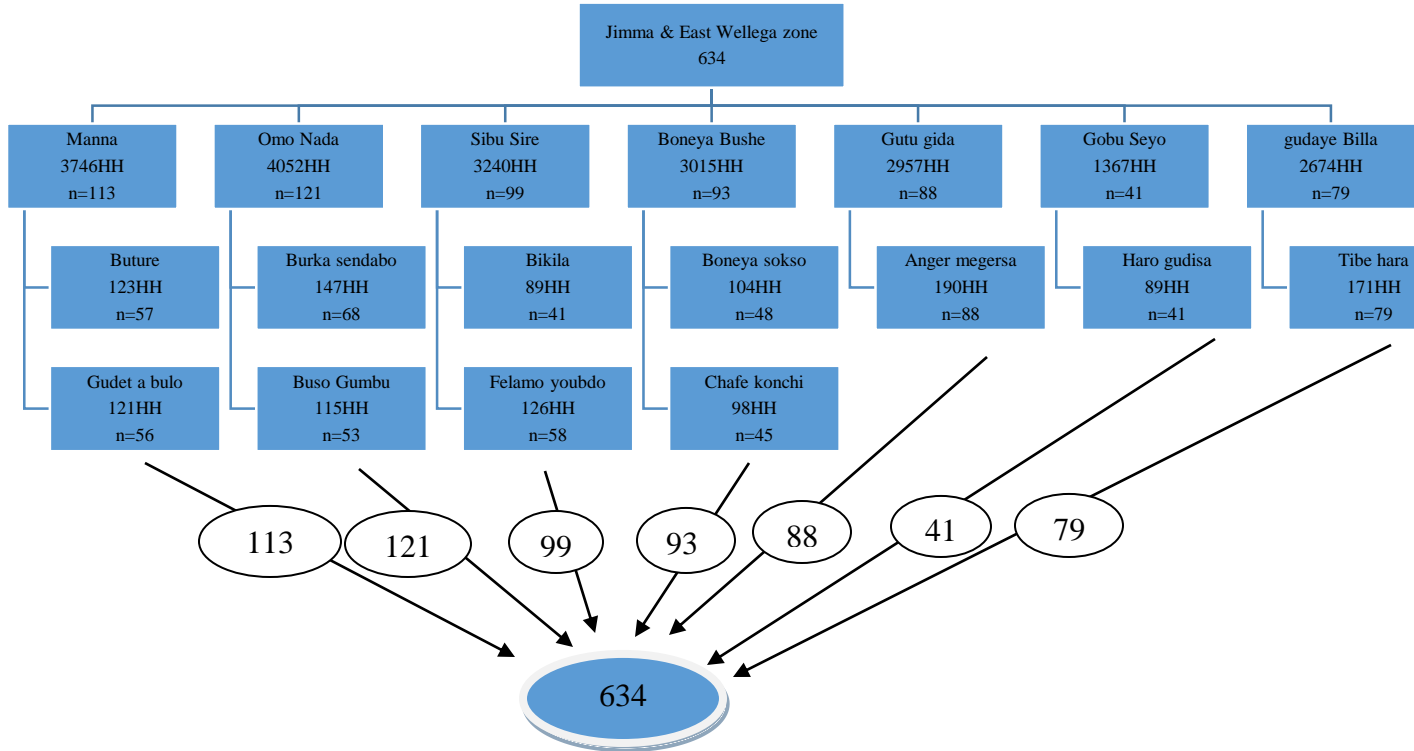 Jimma & East Wellega zone
634
Manna
3746HH
n=113
Omo Nada
4052HH
n=121
Sibu Sire
3240HH
n=99
Boneya Bushe
3015HH
n=93
Gutu gida
2957HH
n=88
Gobu Seyo
1367HH
n=41
gudaye Billa
2674HH
n=79
Buture
123HH
n=57
Burka sendabo
147HH
n=68
Bikila
89HH
n=41
Boneya sokso
104HH
n=48
Anger megersa
190HH
n=88
Haro gudisa
89HH
n=41
Tibe hara
171HH
n=79
Gudet a bulo
121HH
n=56
Buso Gumbu
115HH
n=53
Felamo youbdo
126HH
n=58
Chafe konchi
98HH
n=45
113
121
99
93
88
41
79
634